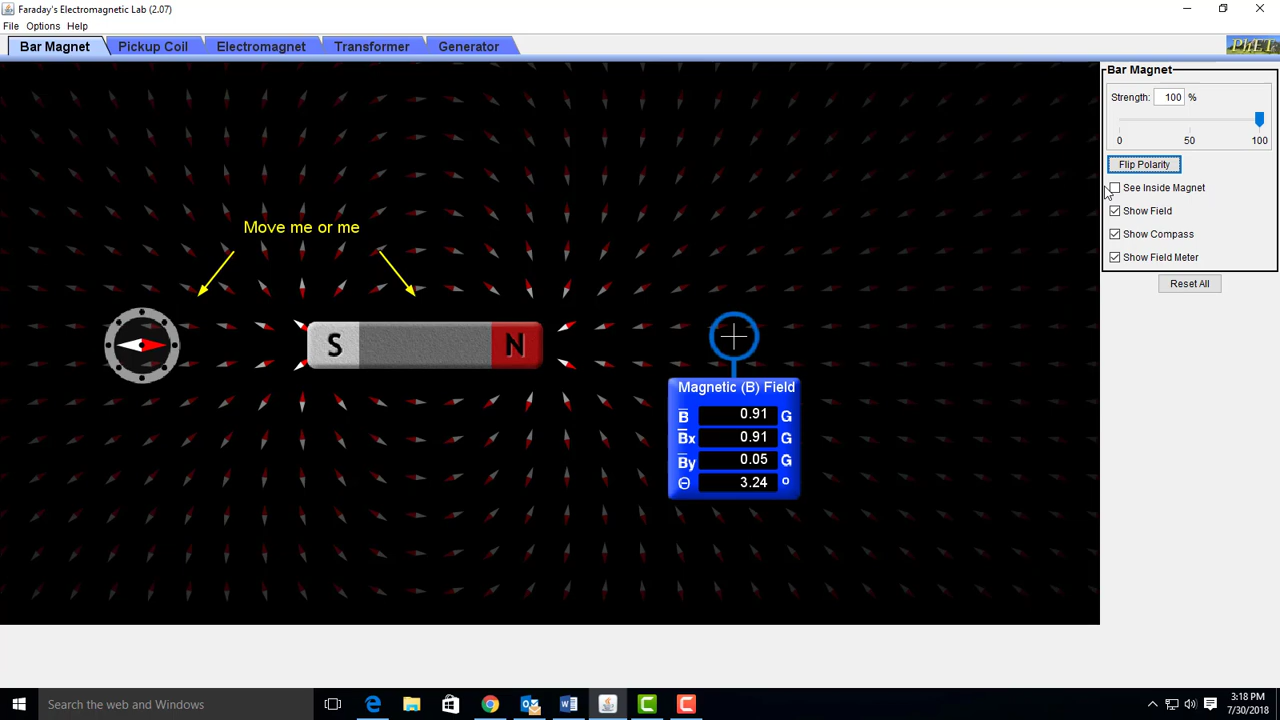 Faraday's Electromagnetic Lab (2.07)
File Options Help
Bar Magnet Pickup Coil Electromagnet Transformer Generator
PhET
Bar Magnet
Strength: 100 %
0 50 100
Flip Polarity
See Inside Magnet
Show Field
Show Compass
Show Field Meter
Reset All
Move me or me
S N
Magnetic (B) Field
B 0.91 G
Bx 0.91 G
By 0.05 G
Θ 3.24 º
Search the web and Windows
3:18 PM
7/30/2018